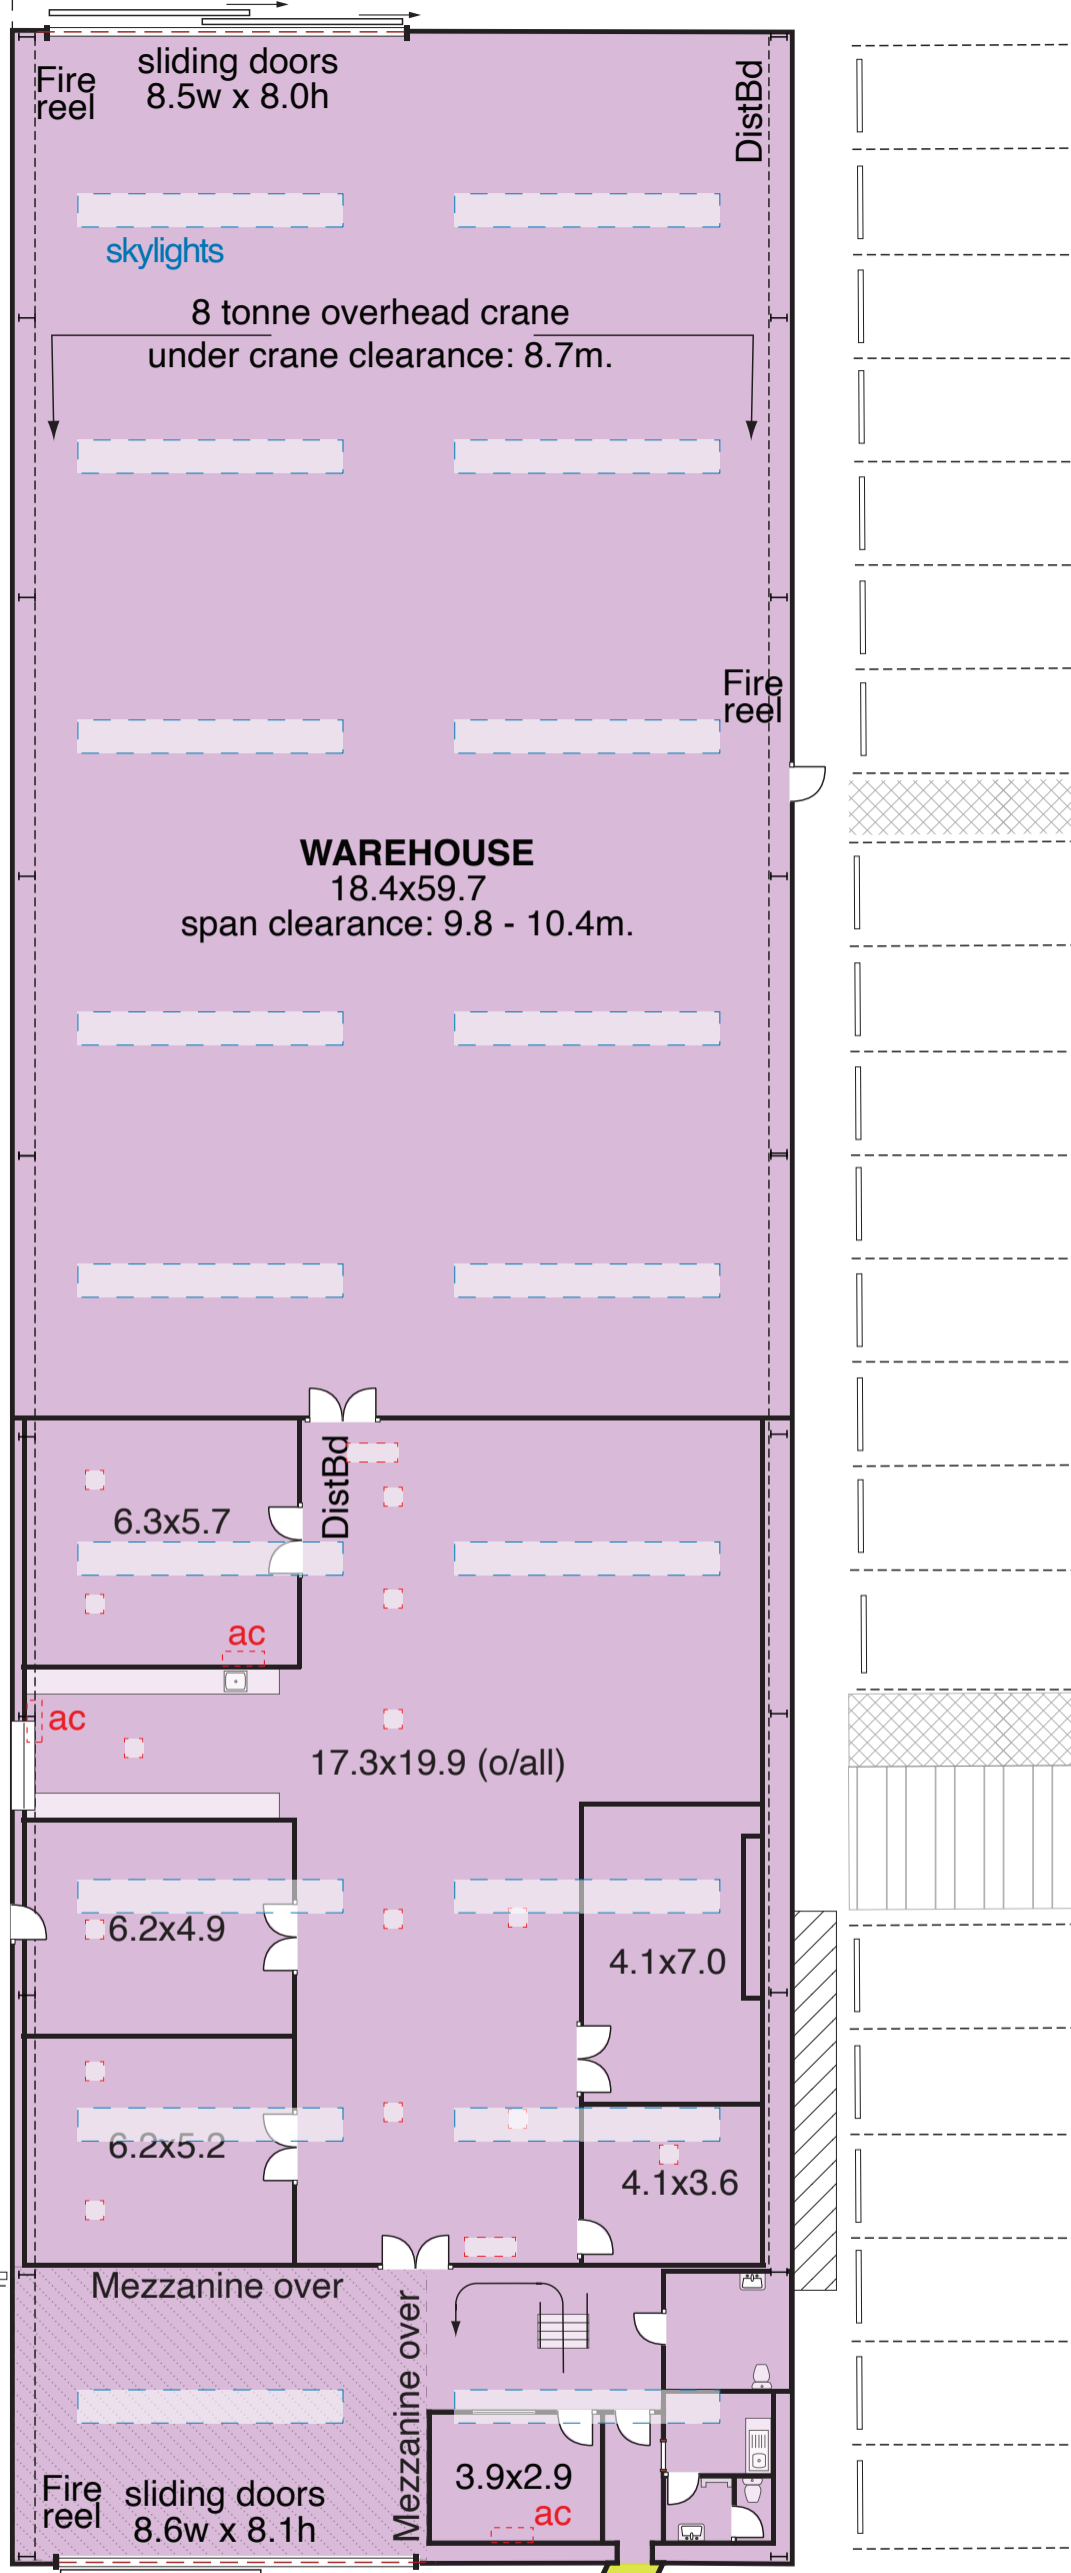 Fire
reel
sliding doors
8.5w x 8.0h
DistBd
skylights
8 tonne overhead crane
under crane clearance: 8.7m.
Fire
reel
WAREHOUSE
18.4x59.7
span clearance: 9.8 - 10.4m.
DistBd
6.3x5.7
ac
ac
17.3x19.9 (o/all)
6.2x4.9
4.1x7.0
6.2x5.2
4.1x3.6
Mezzanine over
Mezzanine over
3.9x2.9
ac
Fire
reel
sliding doors
8.6w x 8.1h